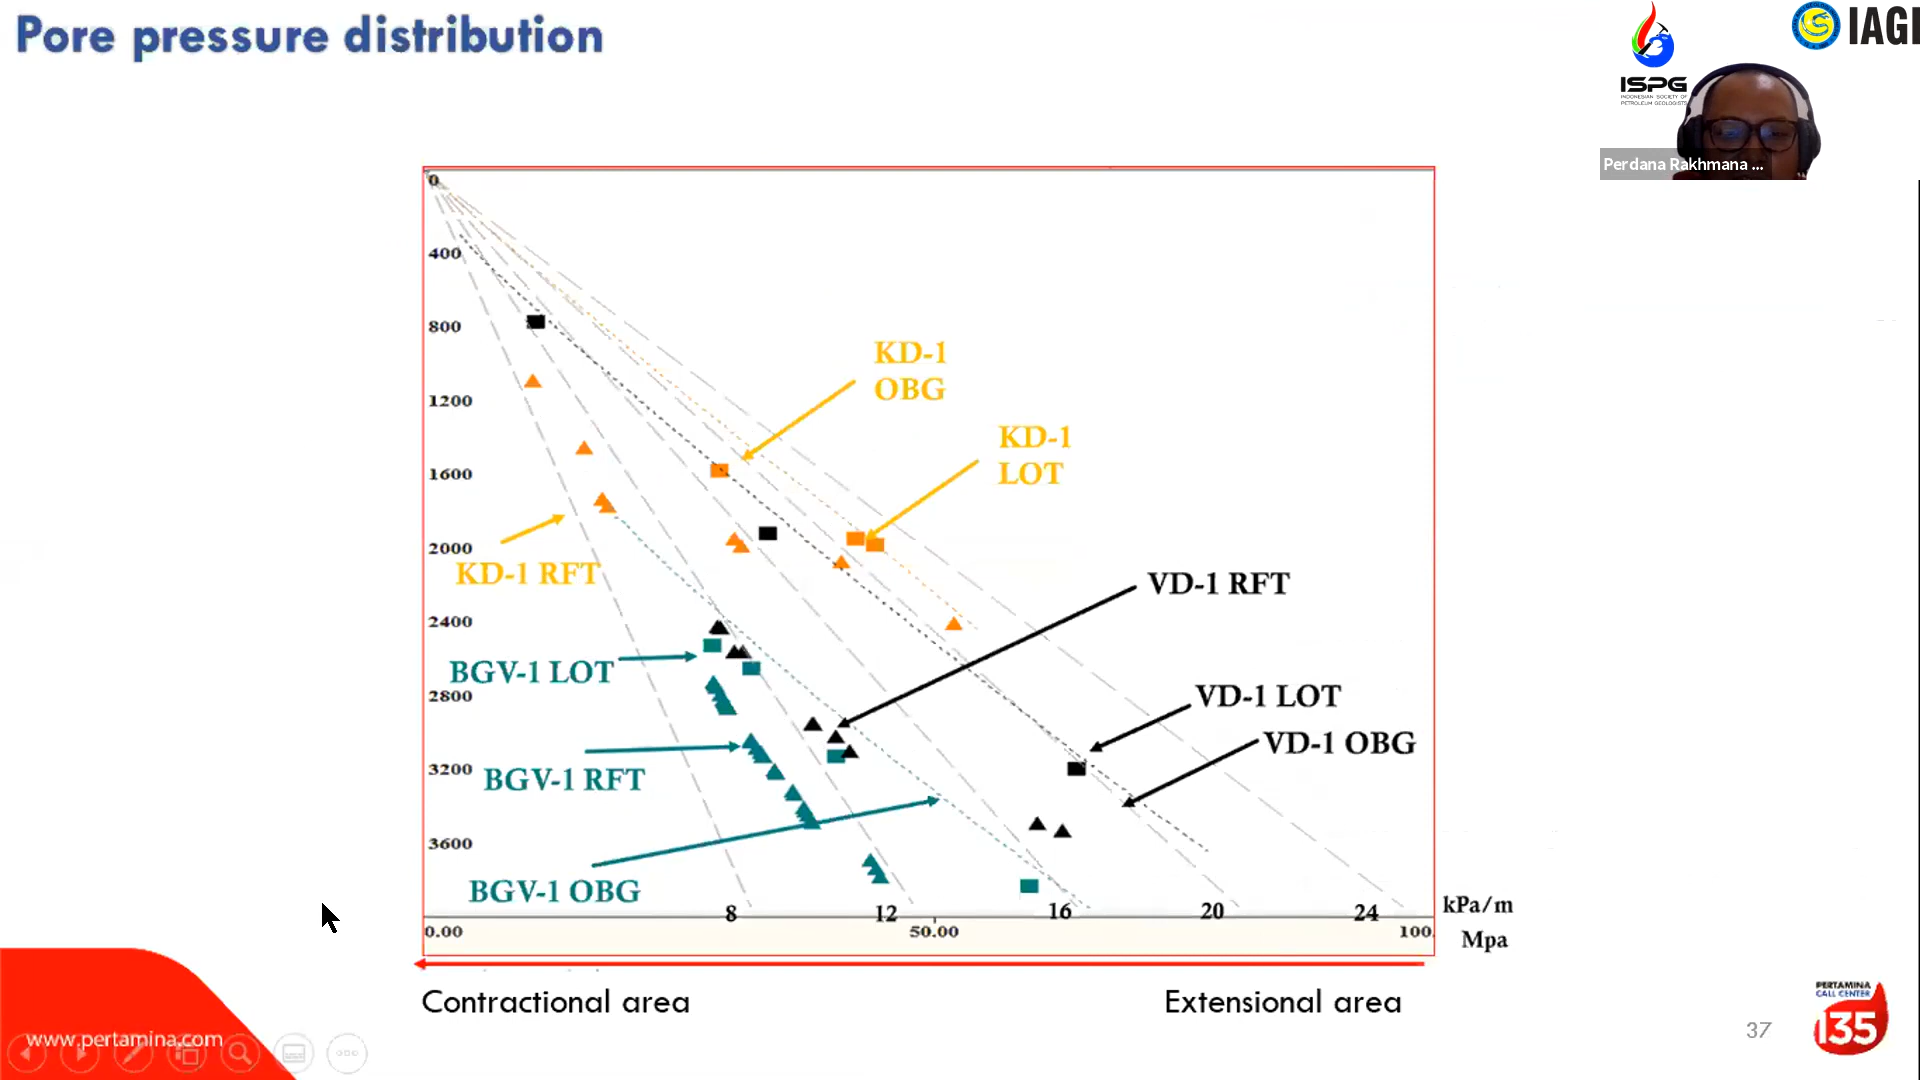 Pore pressure distribution
IAGI
ISPG
INDONESIAN SOCIETY OF
PETROLEUM GEOLOGISTS
Perdana Rakhmana ...
0
400
800
1200
1600
2000
2400
2800
3200
3600
KD-1
OBG
KD-1
LOT
KD-1 RFT
VD-1 RFT
BGV-1 LOT
VD-1 LOT
VD-1 OBG
BGV-1 RFT
BGV-1 OBG
8
12
16
20
24
kPa/m
0.00
50.00
100.
Mpa
Contractional area
Extensional area
www.pertamina.com
37
PERTAMINA
CALL CENTER
135